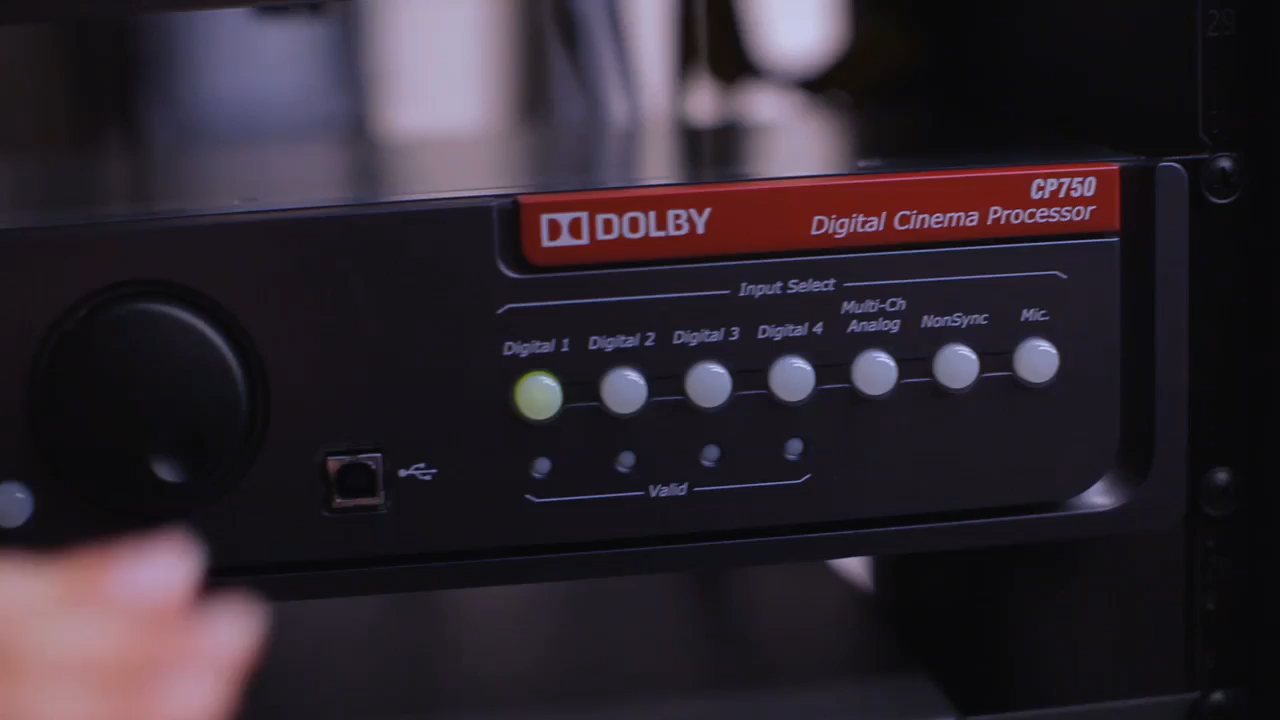 29
CP750
DOLBY
Digital Cinema Processor
Input Select
Digital 1 Digital 2 Digital 3 Digital 4 Multi-Ch Analog NonSync Mic.
Valid